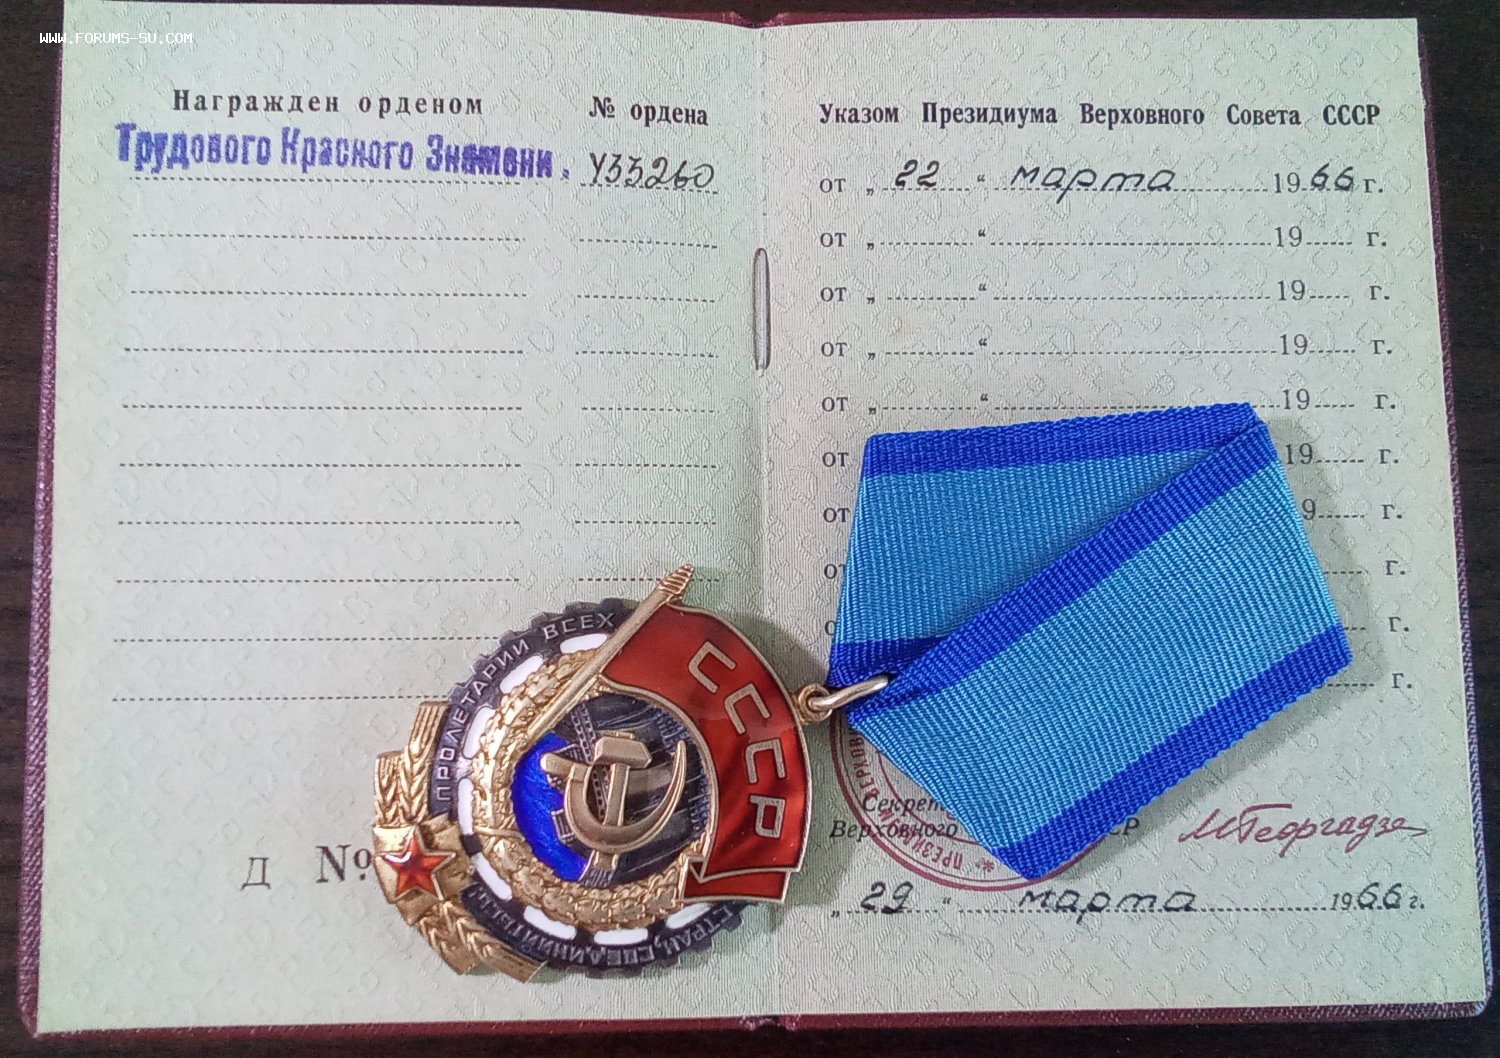 WWW.FORUMS-SU.COM
Награжден орденом № ордена
Трудового Красного Знамени. 433260
Указом Президиума Верховного Совета СССР
от „ 22 “ марта 1966 г.
от „ “ 19 г.
от „ “ 19 г.
от „ “ 19 г.
от „ “ 19 г.
от 19 г.
от 9 г.
г.
г.
г.
ПРОЛЕТАРИИ ВСЕХ
СТРАН, СОЕДИНЯЙТЕСЬ!
СССР
Д №
Верховного
МГеоргадзе
„ 29 “ марта 1966 г.